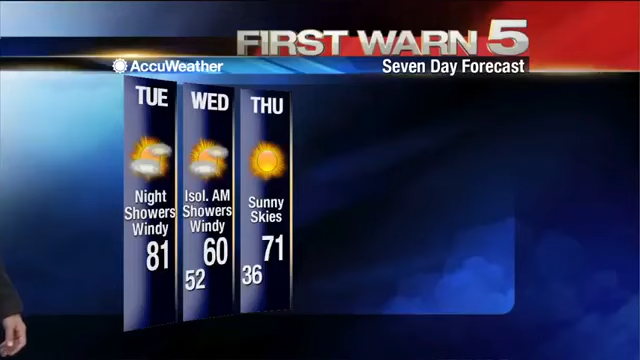 FIRST WARN 5
AccuWeather
Seven Day Forecast
TUE
Night
Showers
Windy
81
WED
Isol. AM
Showers
Windy
60
52
THU
Sunny
Skies
71
36